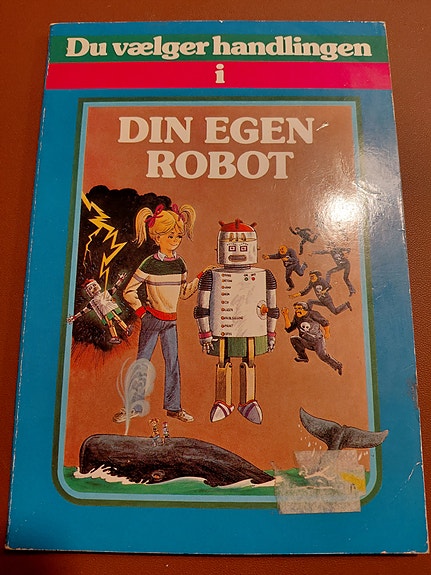 Du vælger handlingen
i
DIN EGEN
ROBOT